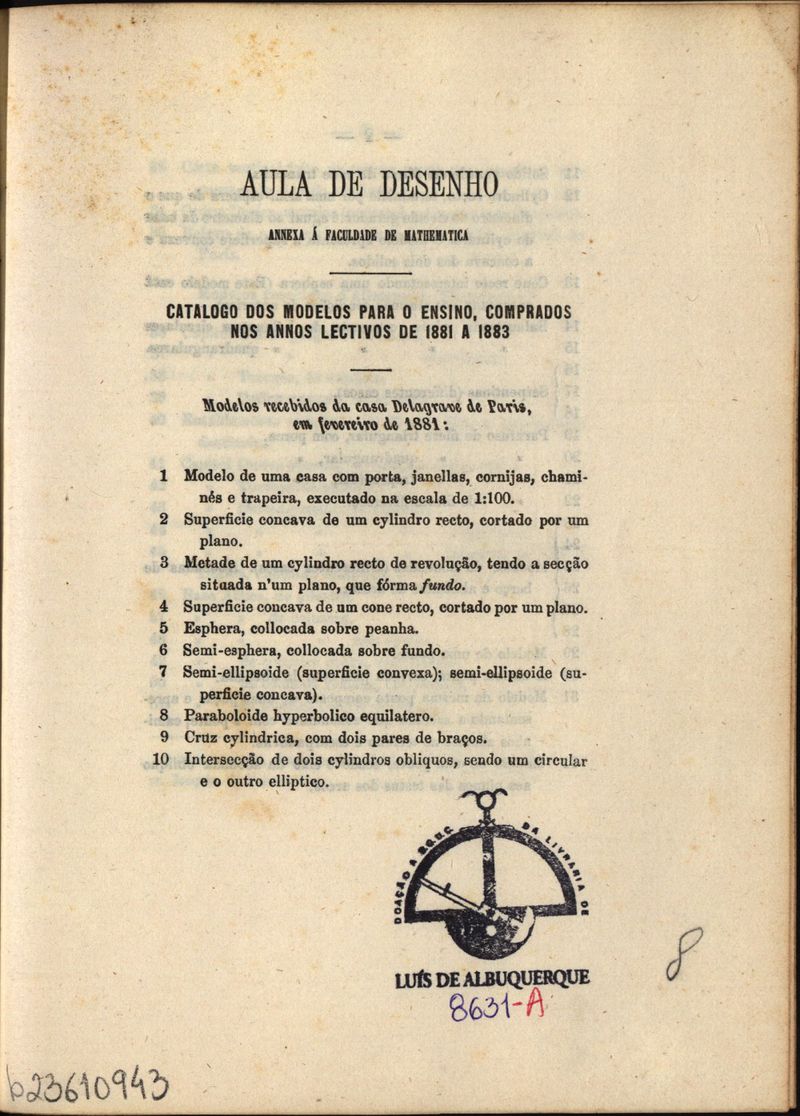 AULA DE DESENHO
ANNEXA Á FACULDADE DE MATHEMATICA
CATALOGO DOS MODELOS PARA O ENSINO, COMPRADOS
NOS ANNOS LECTIVOS DE 1881 A 1883
Modelos recebidos da casa Delagrave de Paris,
em fevereiro de 1881:
1 Modelo de uma casa com porta, janellas, cornijas, chami-
nés e trapeira, executado na escala de 1:100.
2 Superficie concava de um cylindro recto, cortado por um
plano.
3 Metade de um cylindro recto de revolução, tendo a secção
situada n'um plano, que fórma fundo.
4 Superficie concava de um cone recto, cortado por um plano.
5 Esphera, collocada sobre peanha.
6 Semi-esphera, collocada sobre fundo.
7 Semi-ellipsoide (superficie convexa); semi-ellipsoide (su-
perficie concava).
8 Paraboloide hyperbolico equilatero.
9 Cruz cylindrica, com dois pares de braços.
10 Intersecção de dois cylindros obliquos, sendo um circular
e o outro elliptico.
DOAÇÃO A B.G.U.C. DA LIVRARIA DE
LUÍS DE ALBUQUERQUE
8631-A
8
b23610943